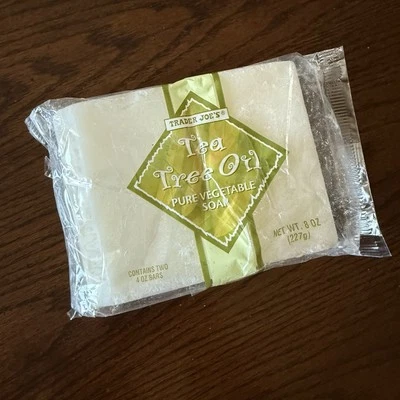 TRADER JOE'S®
Tea
Tree Oil
PURE VEGETABLE
SOAP
NET WT. 8 OZ
(227g)
CONTAINS TWO
4 OZ BARS